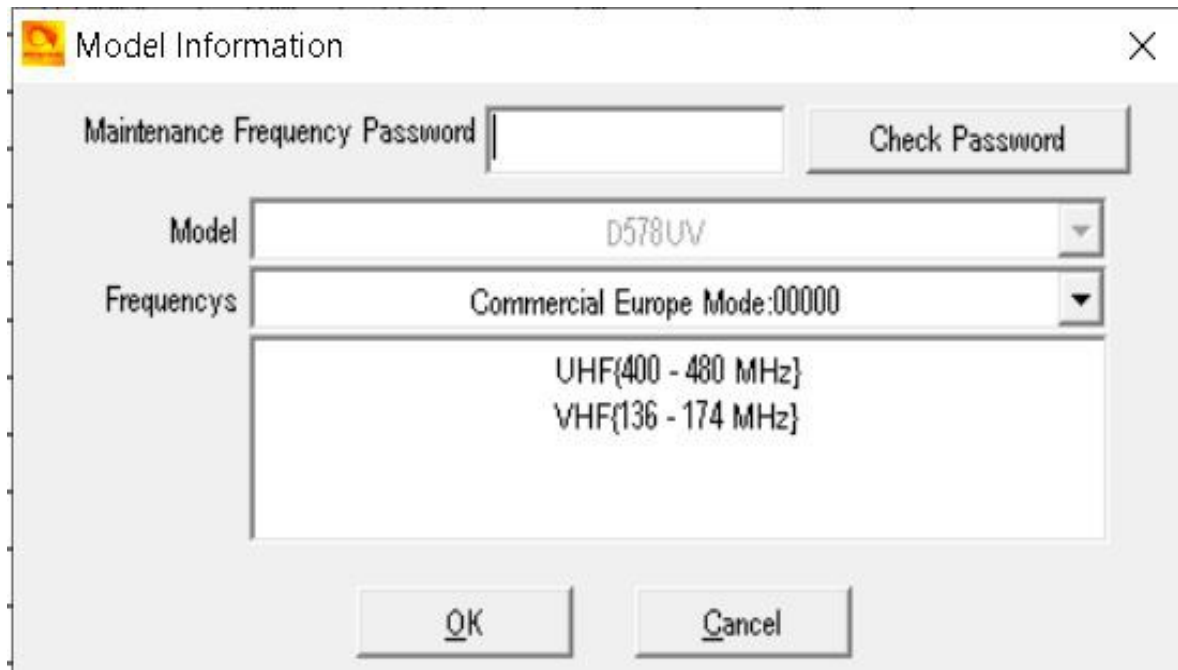 Model Information
Maintenance Frequency Password
Check Password
Model
D578UV
Frequencys
Commercial Europe Mode:00000
UHF{400 - 480 MHz}
VHF{136 - 174 MHz}
OK
Cancel